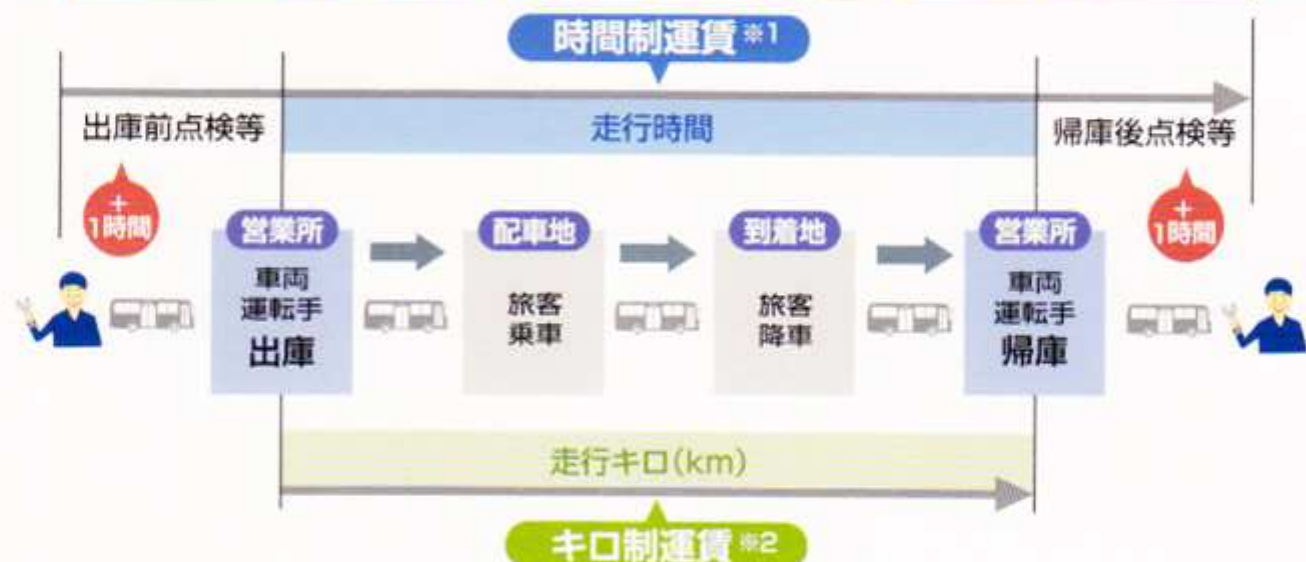 時間制運賃※1
出庫前点検等
走行時間
帰庫後点検等
+
1時間
+
1時間
営業所
車両
運転手
出庫
配車地
旅客
乗車
到着地
旅客
降車
営業所
車両
運転手
帰庫
走行キロ(km)
キロ制運賃※2